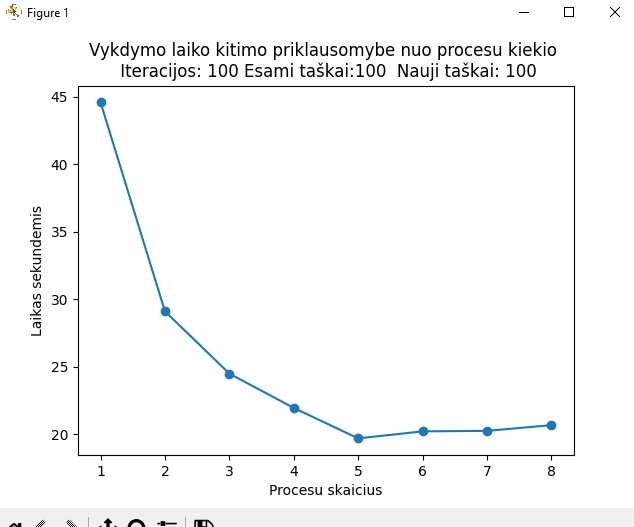 Figure 1
Vykdymo laiko kitimo priklausomybe nuo procesu kiekio
Iteracijos: 100 Esami taškai:100  Nauji taškai: 100
45
40
35
30
25
20
Laikas sekundemis
1 2 3 4 5 6 7 8
Procesu skaicius